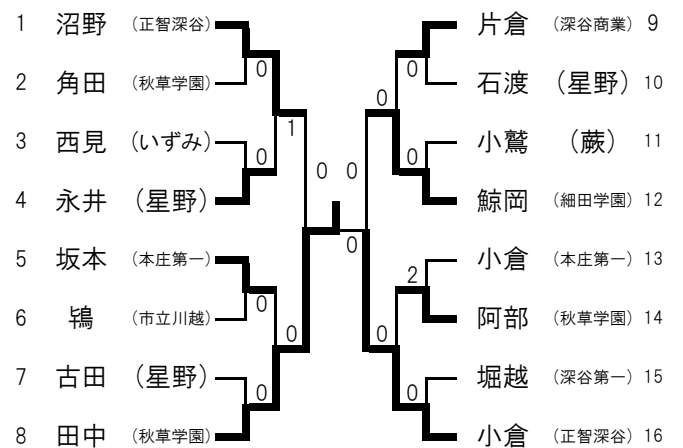 1 沼野 (正智深谷)
2 角田 (秋草学園)
3 西見 (いずみ)
4 永井 (星野)
5 坂本 (本庄第一)
6 鴇 (市立川越)
7 古田 (星野)
8 田中 (秋草学園)
0
0
0
0
1
0
0 0
0
0
0
0
0
2
0
片倉 (深谷商業) 9
石渡 (星野) 10
小鷲 (蕨) 11
鯨岡 (細田学園) 12
小倉 (本庄第一) 13
阿部 (秋草学園) 14
堀越 (深谷第一) 15
小倉 (正智深谷) 16